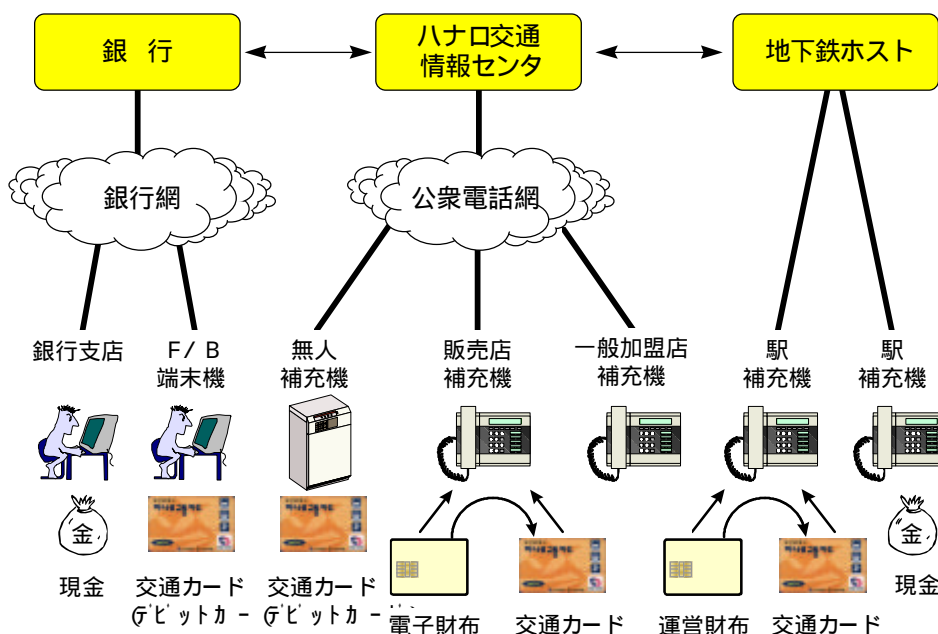 銀 行
ハナロ交通
情報センタ
地下鉄ホスト
銀行網
公衆電話網
銀行支店
F/ B
端末機
無人
補充機
販売店
補充機
一般加盟店
補充機
駅
補充機
駅
補充機
金
金
現金
交通カード
(デビットカー
交通カード
(デビットカー
電子財布
交通カード
運営財布
交通カード
現金